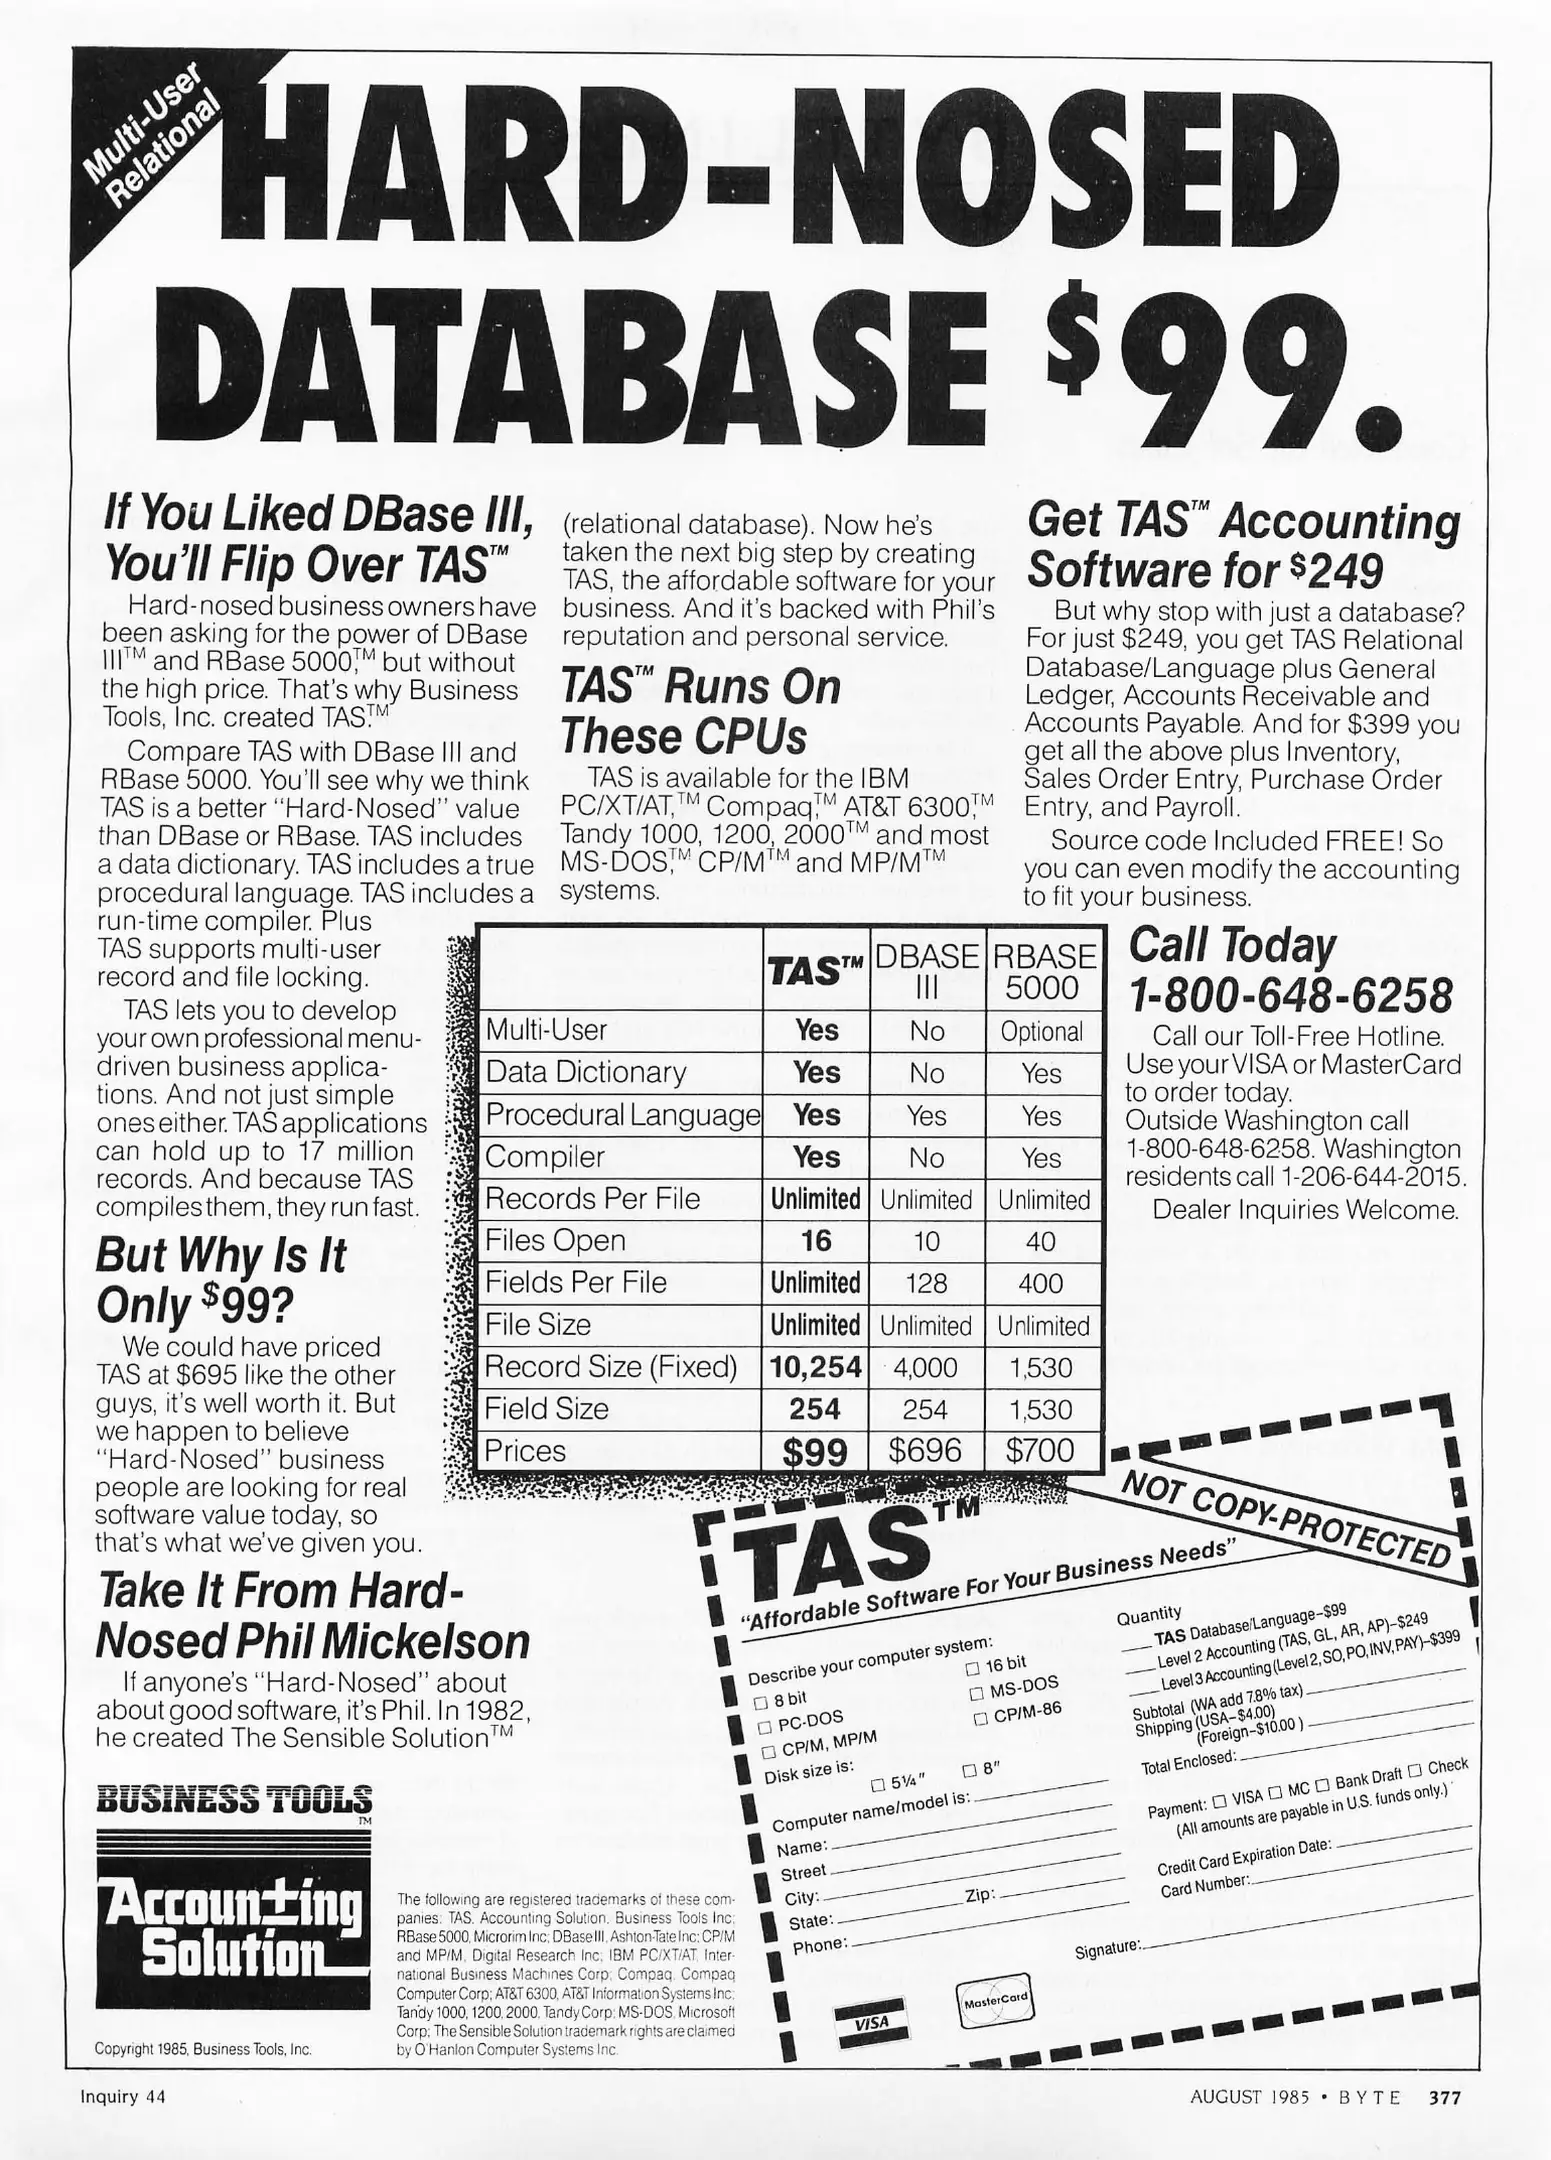 Multi-User
Relational
HARD-NOSED
DATABASE $99.
If You Liked DBase III,
You'll Flip Over TAS™
Hard-nosed business owners have
been asking for the power of DBase
III™ and RBase 5000,™ but without
the high price. That's why Business
Tools, Inc. created TAS.™
Compare TAS with DBase III and
RBase 5000. You'll see why we think
TAS is a better "Hard-Nosed" value
than DBase or RBase. TAS includes
a data dictionary. TAS includes a true
procedural language. TAS includes a
run-time compiler. Plus
TAS supports multi-user
record and file locking.
TAS lets you to develop
your own professional menu-
driven business applica-
tions. And not just simple
ones either. TAS applications
can hold up to 17 million
records. And because TAS
compiles them, they run fast.
But Why Is It
Only $99?
We could have priced
TAS at $695 like the other
guys, it's well worth it. But
we happen to believe
"Hard-Nosed" business
people are looking for real
software value today, so
that's what we've given you.
Take It From Hard-
Nosed Phil Mickelson
If anyone's "Hard-Nosed" about
about good software, it's Phil. In 1982,
he created The Sensible Solution™
(relational database). Now he's
taken the next big step by creating
TAS, the affordable software for your
business. And it's backed with Phil's
reputation and personal service.
TAS™ Runs On
These CPUs
TAS is available for the IBM
PC/XT/AT,™ Compaq,™ AT&T 6300,™
Tandy 1000, 1200, 2000™ and most
MS-DOS,™ CP/M™ and MP/M™
systems.
Get TAS™ Accounting
Software for $249
But why stop with just a database?
For just $249, you get TAS Relational
Database/Language plus General
Ledger, Accounts Receivable and
Accounts Payable. And for $399 you
get all the above plus Inventory,
Sales Order Entry, Purchase Order
Entry, and Payroll.
Source code Included FREE! So
you can even modify the accounting
to fit your business.
Call Today
1-800-648-6258
Call our Toll-Free Hotline.
Use your VISA or MasterCard
to order today.
Outside Washington call
1-800-648-6258. Washington
residents call 1-206-644-2015.
Dealer Inquiries Welcome.
TAS™ DBASE III RBASE 5000
Multi-User Yes No Optional
Data Dictionary Yes No Yes
Procedural Language Yes Yes Yes
Compiler Yes No Yes
Records Per File Unlimited Unlimited Unlimited
Files Open 16 10 40
Fields Per File Unlimited 128 400
File Size Unlimited Unlimited Unlimited
Record Size (Fixed) 10,254 4,000 1,530
Field Size 254 254 1,530
Prices $99 $696 $700
NOT COPY-PROTECTED
TAS™
"Affordable Software For Your Business Needs"
Describe your computer system:
□ 8 bit □ 16 bit
□ PC-DOS □ MS-DOS
□ CP/M, MP/M □ CP/M-86
Disk size is:
□ 5¼" □ 8"
Computer name/model is:
Name:
Street
City: Zip:
State:
Phone:
Quantity
TAS Database/Language-$99
Level 2 Accounting (TAS, GL, AR, AP)-$249
Level 3 Accounting (Level 2, SO, PO, INV, PAY)-$399
Subtotal (WA add 7.8% tax)
Shipping (USA-$4.00)
(Foreign-$10.00)
Total Enclosed:
Payment: □ VISA □ MC □ Bank Draft □ Check
(All amounts are payable in U.S. funds only.)
Credit Card Expiration Date:
Card Number:
Signature:
VISA
MasterCard
BUSINESS TOOLS
TM
Accounting
Solution
Copyright 1985, Business Tools, Inc.
The following are registered trademarks of these com-
panies: TAS, Accounting Solution, Business Tools Inc;
RBase 5000, Microrim Inc; DBase III, Ashton-Tate Inc; CP/M
and MP/M, Digital Research Inc; IBM PC/XT/AT, Inter-
national Business Machines Corp; Compaq, Compaq
Computer Corp; AT&T 6300, AT&T Information Systems Inc;
Tandy 1000, 1200, 2000, Tandy Corp; MS-DOS, Microsoft
Corp; The Sensible Solution trademark rights are claimed
by O'Hanlon Computer Systems Inc.
Inquiry 44
AUGUST 1985 • BYTE 377